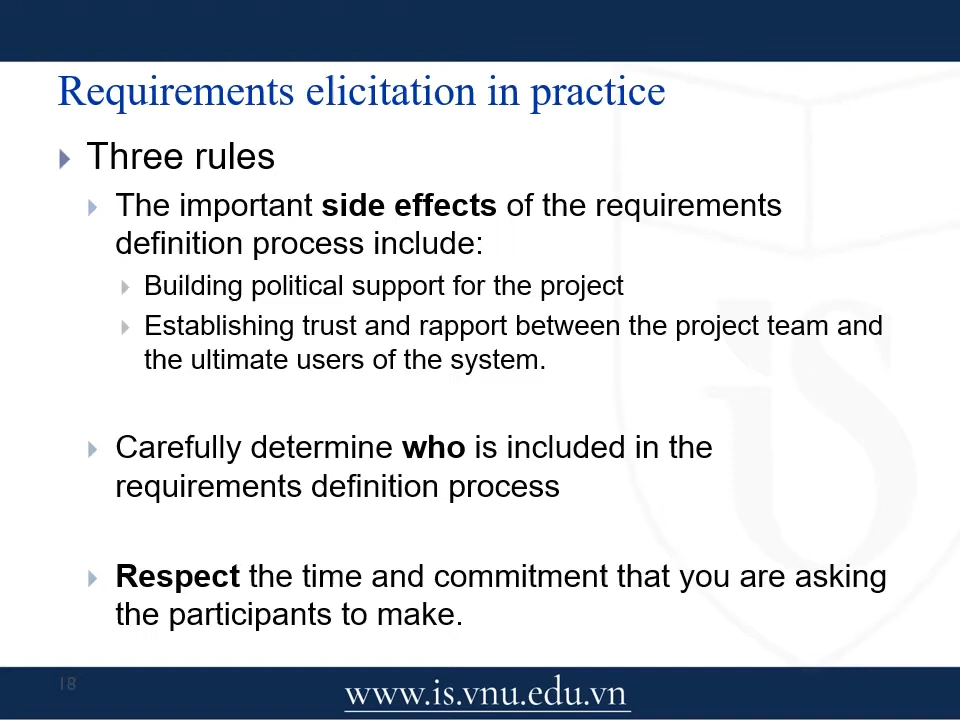 Requirements elicitation in practice
Three rules
The important side effects of the requirements
definition process include:
Building political support for the project
Establishing trust and rapport between the project team and
the ultimate users of the system.
Carefully determine who is included in the
requirements definition process
Respect the time and commitment that you are asking
the participants to make.
18
www.is.vnu.edu.vn
iS